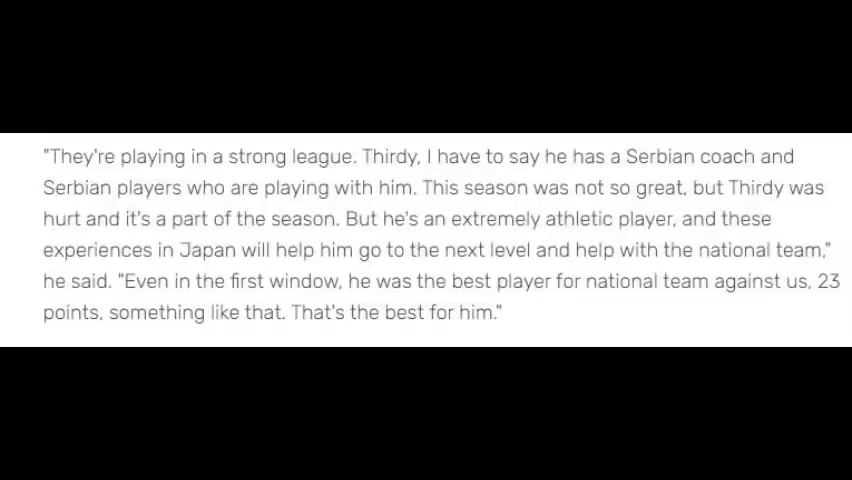 "They're playing in a strong league. Thirdy, I have to say he has a Serbian coach and
Serbian players who are playing with him. This season was not so great, but Thirdy was
hurt and it's a part of the season. But he's an extremely athletic player, and these
experiences in Japan will help him go to the next level and help with the national team,"
he said. "Even in the first window, he was the best player for national team against us, 23
points, something like that. That's the best for him."